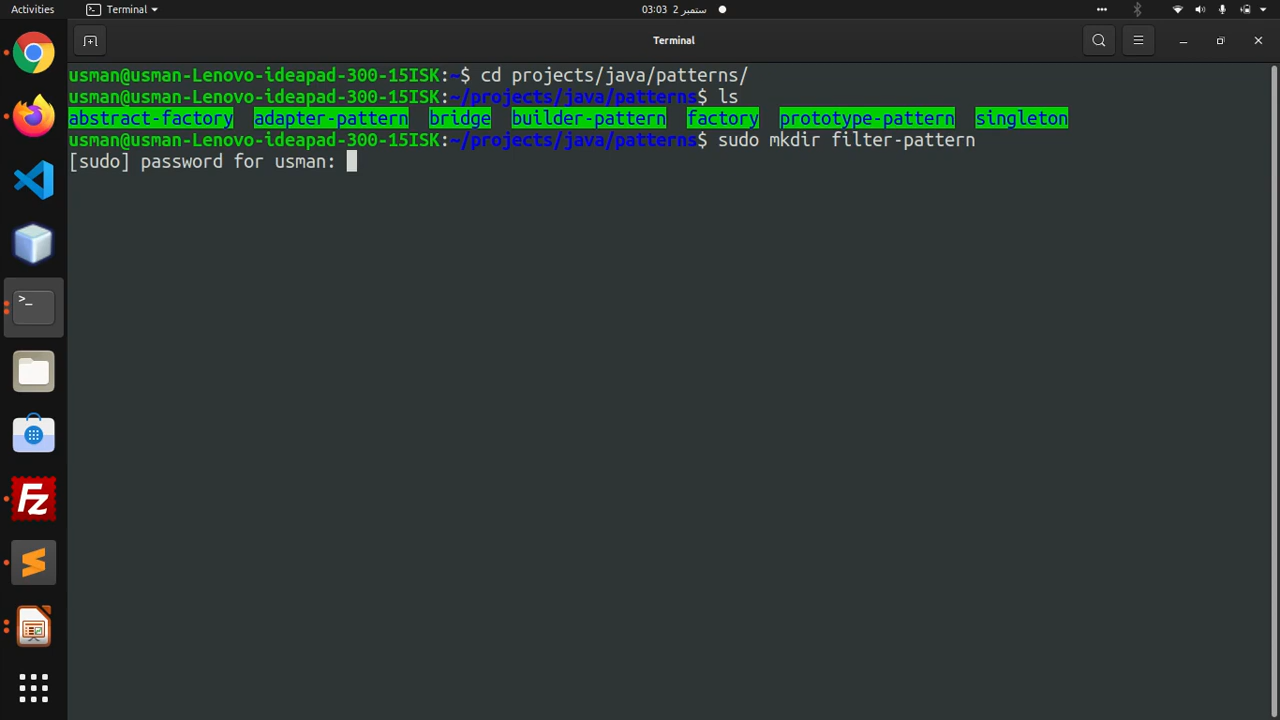 Activities Terminal 03:03 2 ستمبر
Terminal
usman@usman-Lenovo-ideapad-300-15ISK:~$ cd projects/java/patterns/
usman@usman-Lenovo-ideapad-300-15ISK:~/projects/java/patterns$ ls
abstract-factory adapter-pattern bridge builder-pattern factory prototype-pattern singleton
usman@usman-Lenovo-ideapad-300-15ISK:~/projects/java/patterns$ sudo mkdir filter-pattern
[sudo] password for usman:
>_
Fz